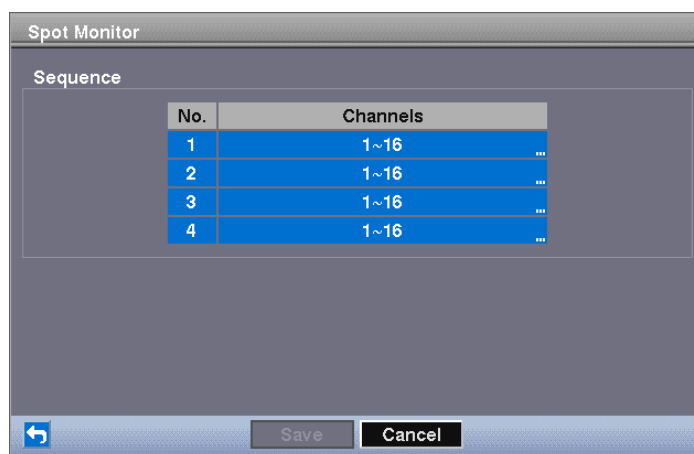 Spot Monitor
Sequence
No. Channels
1 1~16 ...
2 1~16 ...
3 1~16 ...
4 1~16 ...
Save Cancel